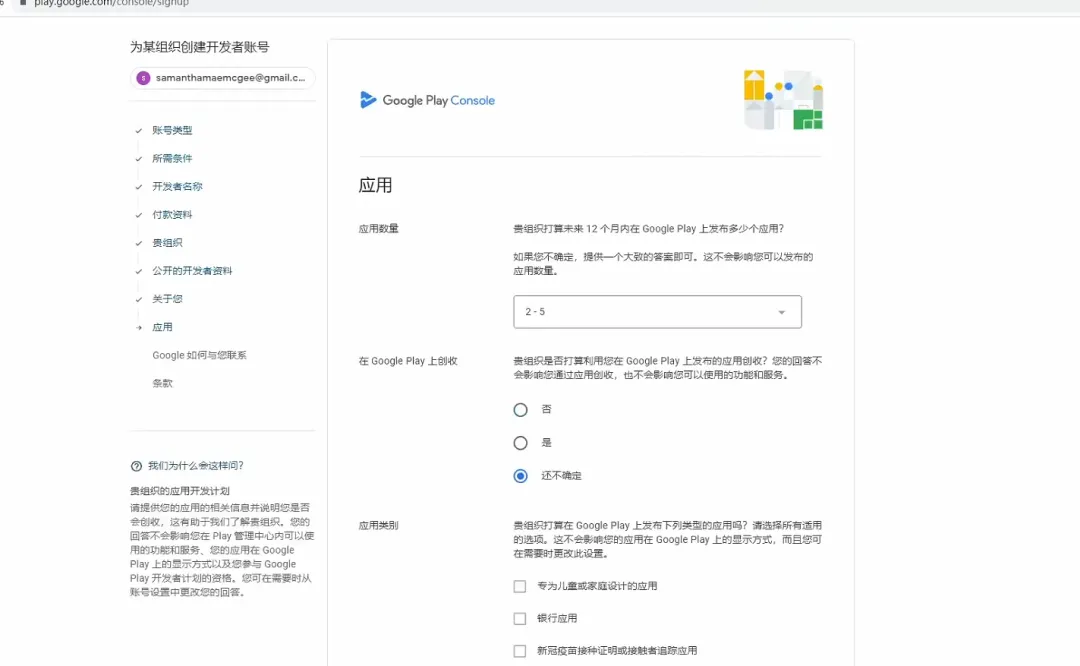 play.google.com/console/signup
为某组织创建开发者账号
s
samanthamaemcgee@gmail.c...
账号类型
所需条件
开发者名称
付款资料
贵组织
公开的开发者资料
关于您
应用
Google 如何与您联系
条款
我们为什么会这样问?
贵组织的应用开发计划
请提供您的应用的相关信息并说明您是否
会创收，这有助于我们了解贵组织。您的
回答不会影响您在 Play 管理中心内可以使
用的功能和服务、您的应用在 Google
Play 上的显示方式以及您参与 Google
Play 开发者计划的资格。您可在需要时从
账号设置中更改您的回答。
Google Play Console
应用
应用数量
贵组织打算未来 12 个月内在 Google Play 上发布多少个应用?
如果您不确定，提供一个大致的答案即可。这不会影响您可以发布的
应用数量。
2 - 5
在 Google Play 上创收
贵组织是否打算利用您在 Google Play 上发布的应用创收? 您的回答不
会影响您通过应用创收，也不会影响您可以使用的功能和服务。
否
是
还不确定
应用类别
贵组织打算在 Google Play 上发布下列类型的应用吗? 请选择所有适用
的选项。这不会影响您的应用在 Google Play 上的显示方式，而且您可
在需要时更改此设置。
专为儿童或家庭设计的应用
银行应用
新冠疫苗接种证明或接触者追踪应用